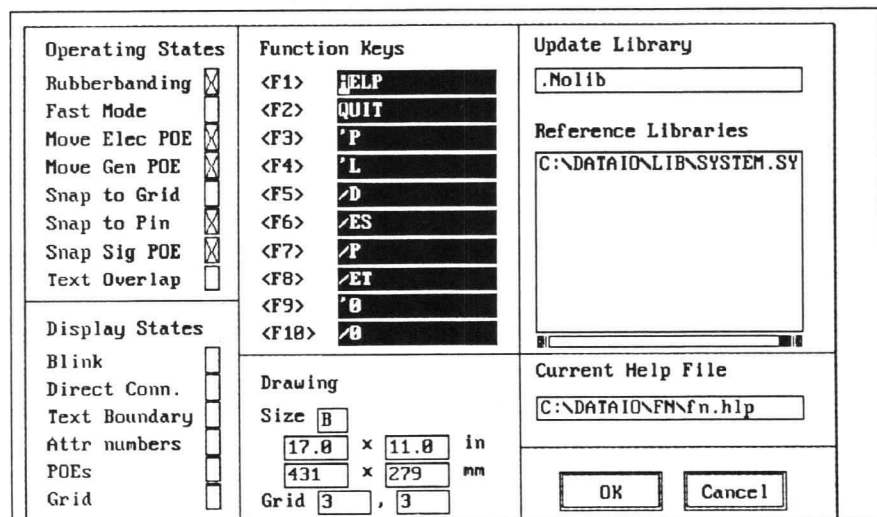 Operating States
Rubberbanding
Fast Mode
Move Elec POE
Move Gen POE
Snap to Grid
Snap to Pin
Snap Sig POE
Text Overlap
Display States
Blink
Direct Conn.
Text Boundary
Attr numbers
POEs
Grid
Function Keys
<F1> HELP
<F2> QUIT
<F3> 'P
<F4> 'L
<F5> /D
<F6> /ES
<F7> /P
<F8> /ET
<F9> '0
<F10> /0
Drawing
Size B
17.0 x 11.0 in
431 x 279 mm
Grid 3 , 3
Update Library
.Nolib
Reference Libraries
C:\DATAIO\LIB\SYSTEM.SY
Current Help File
C:\DATAIO\FN\fn.hlp
OK Cancel